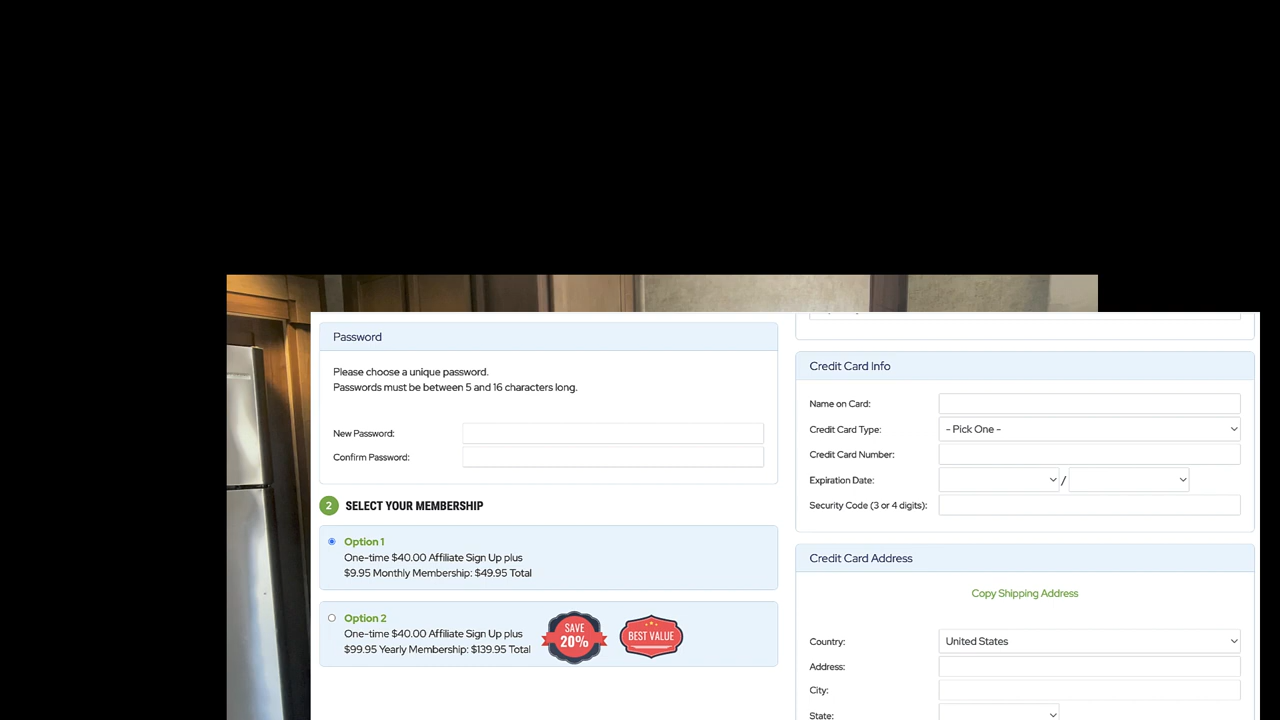 Password
Please choose a unique password.
Passwords must be between 5 and 16 characters long.
New Password:
Confirm Password:
2 SELECT YOUR MEMBERSHIP
Option 1
One-time $40.00 Affiliate Sign Up plus
$9.95 Monthly Membership: $49.95 Total
Option 2
One-time $40.00 Affiliate Sign Up plus
$99.95 Yearly Membership: $139.95 Total
SAVE
20%
BEST VALUE
Credit Card Info
Name on Card:
Credit Card Type: - Pick One -
Credit Card Number:
Expiration Date: /
Security Code (3 or 4 digits):
Credit Card Address
Copy Shipping Address
Country: United States
Address:
City:
State: